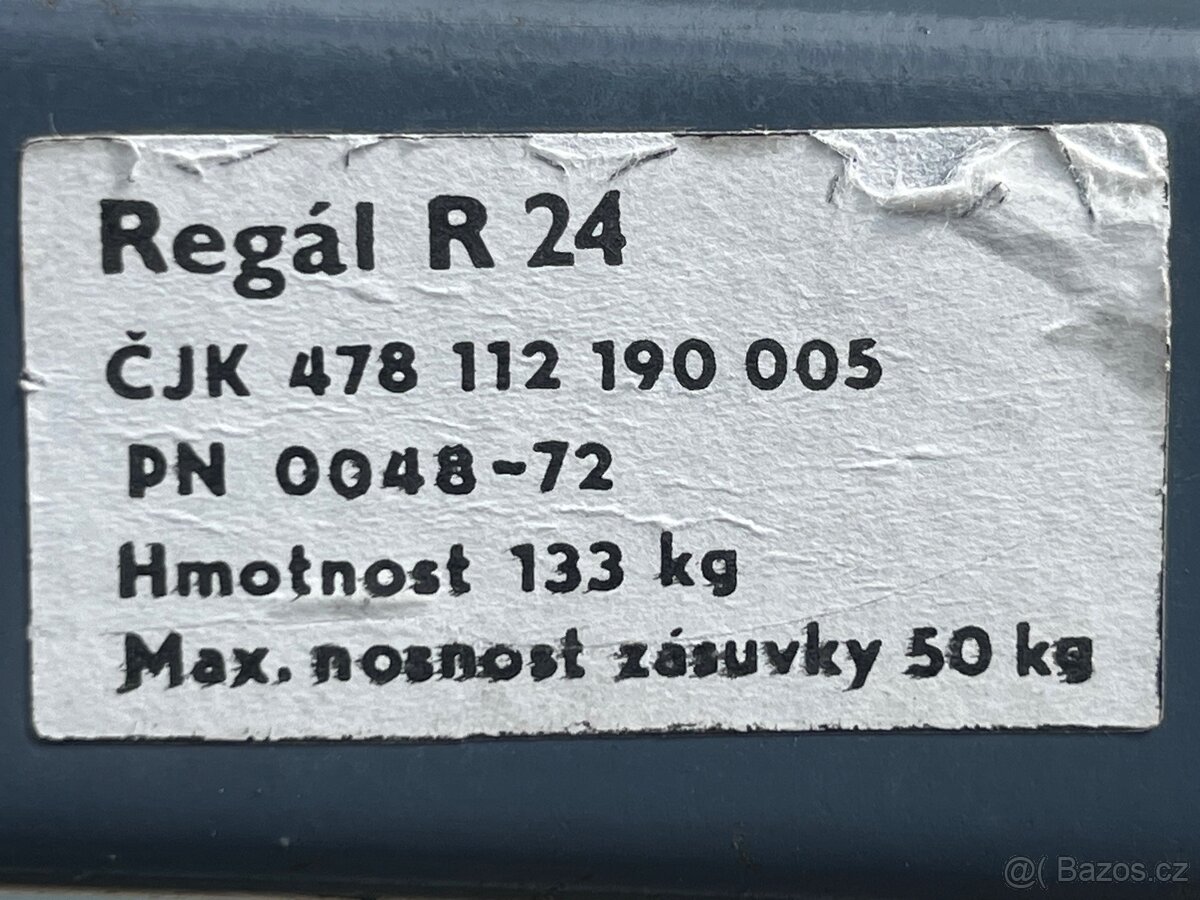 Regál R 24
ČJK 478 112 190 005
PN 0048-72
Hmotnost 133 kg
Max. nosnost zásuvky 50 kg
@( Bazos.cz